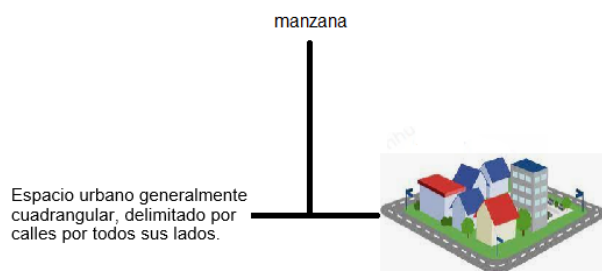 manzana
Espacio urbano generalmente
cuadrangular, delimitado por
calles por todos sus lados.